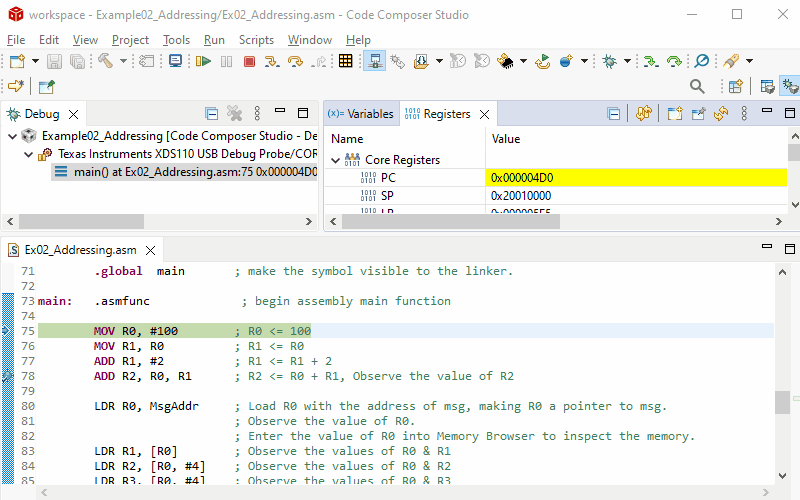 workspace - Example02_Addressing/Ex02_Addressing.asm - Code Composer Studio
File Edit View Project Tools Run Scripts Window Help
Debug
Example02_Addressing [Code Composer Studio - De
Texas Instruments XDS110 USB Debug Probe/COR
main() at Ex02_Addressing.asm:75 0x000004D0
(x)= Variables 1010 0101 Registers
Name Value
Core Registers
PC 0x000004D0
SP 0x20010000
LR 0x000005E5
Ex02_Addressing.asm
71 .global main ; make the symbol visible to the linker.
72
73 main: .asmfunc ; begin assembly main function
74
75 MOV R0, #100 ; R0 <= 100
76 MOV R1, R0 ; R1 <= R0
77 ADD R1, #2 ; R1 <= R1 + 2
78 ADD R2, R0, R1 ; R2 <= R0 + R1, Observe the value of R2
79
80 LDR R0, MsgAddr ; Load R0 with the address of msg, making R0 a pointer to msg.
81 ; Observe the value of R0.
82 ; Enter the value of R0 into Memory Browser to inspect the memory.
83 LDR R1, [R0] ; Observe the values of R0 & R1
84 LDR R2, [R0, #4] ; Observe the values of R0 & R2
85 LDR R3, [R0, #4] ; Observe the values of R0 & R3